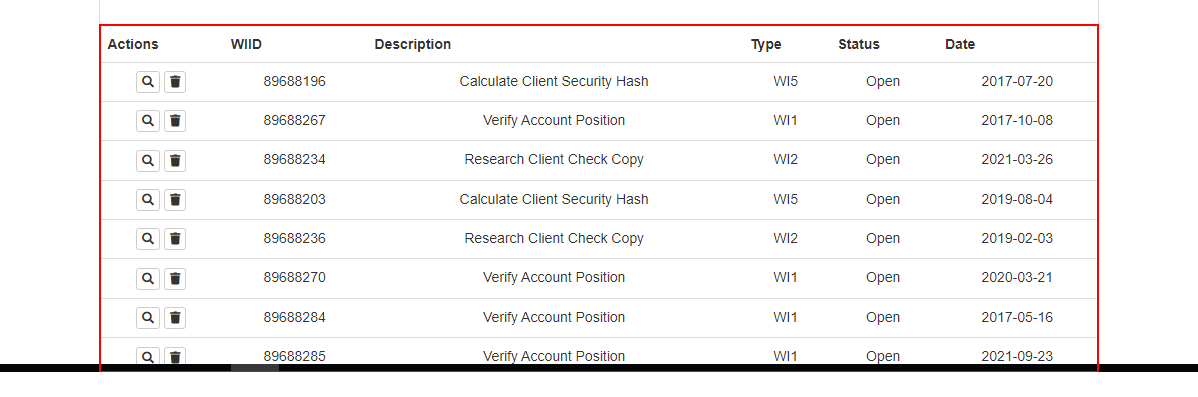 Actions WIID Description Type Status Date
89688196 Calculate Client Security Hash WI5 Open 2017-07-20
89688267 Verify Account Position WI1 Open 2017-10-08
89688234 Research Client Check Copy WI2 Open 2021-03-26
89688203 Calculate Client Security Hash WI5 Open 2019-08-04
89688236 Research Client Check Copy WI2 Open 2019-02-03
89688270 Verify Account Position WI1 Open 2020-03-21
89688284 Verify Account Position WI1 Open 2017-05-16
89688285 Verify Account Position WI1 Open 2021-09-23